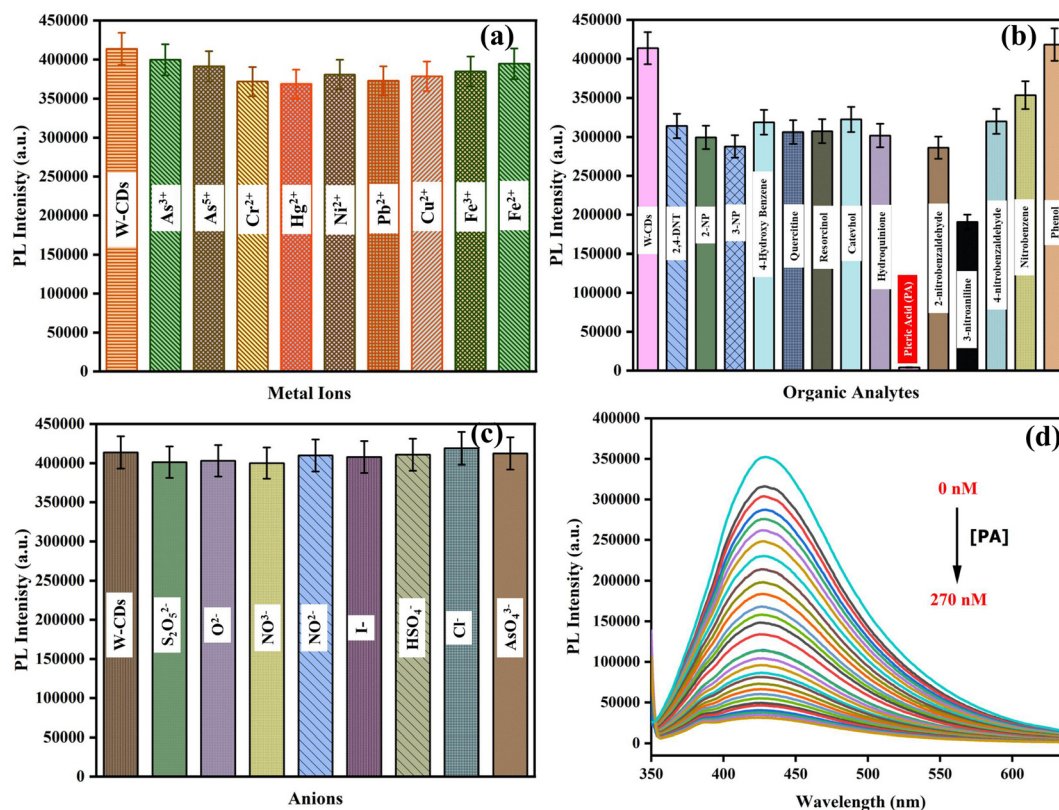 (a)
PL Intenisty (a.u.)
450000
400000
350000
300000
250000
200000
150000
100000
50000
0
W-CDs
As³⁺
As⁵⁺
Cr²⁺
Hg²⁺
Ni²⁺
Pb²⁺
Cu²⁺
Fe³⁺
Fe²⁺
Metal Ions
(b)
PL Intensity (a.u.)
450000
400000
350000
300000
250000
200000
150000
100000
50000
0
W-CDs
2,4-DNT
2-NP
3-NP
4-Hydroxy Benzene
Quercitine
Resorcinol
Catevhol
Hydroquinione
Picric Acid (PA)
2-nitrobenzaldehyde
3-nitroaniline
4-nitrobenzaldehyde
Nitrobenzene
Phenol
Organic Analytes
(c)
PL Intenisty (a.u.)
450000
400000
350000
300000
250000
200000
150000
100000
50000
0
W-CDs
S₂O₅²⁻
O²⁻
NO³⁻
NO²⁻
I-
HSO₄⁻
Cl⁻
AsO₄³⁻
Anions
(d)
PL Intensity (a.u.)
400000
350000
300000
250000
200000
150000
100000
50000
0
0 nM
[PA]
270 nM
350
400
450
500
550
600
Wavelength (nm)